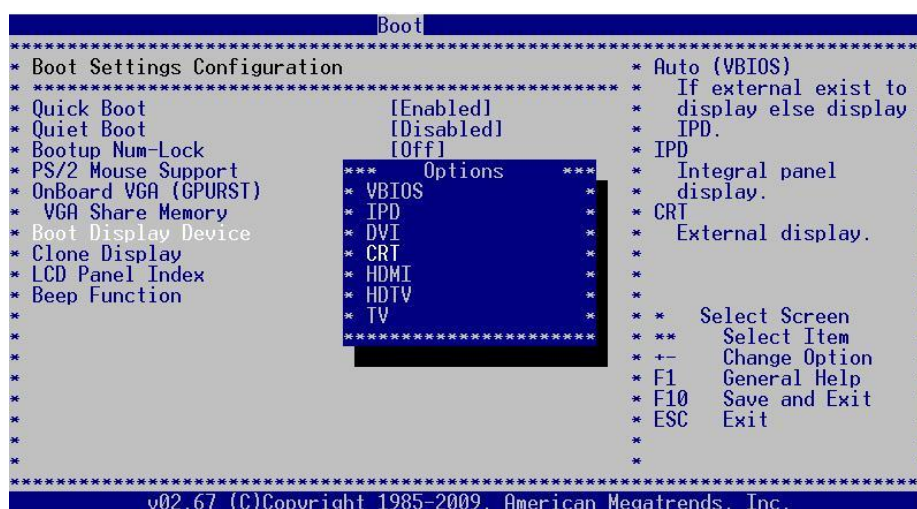 Boot
* Boot Settings Configuration
* Quick Boot [Enabled]
* Quiet Boot [Disabled]
* Bootup Num-Lock [Off]
* PS/2 Mouse Support
* OnBoard VGA (GPURST)
* VGA Share Memory
* Boot Display Device
* Clone Display
* LCD Panel Index
* Beep Function
*** Options ***
* VBIOS *
* IPD *
* DVI *
* CRT *
* HDMI *
* HDTV *
* TV *
* Auto (VBIOS)
* If external exist to
* display else display
* IPD.
* IPD
* Integral panel
* display.
* CRT
* External display.
* * Select Screen
* ** Select Item
* +- Change Option
* F1 General Help
* F10 Save and Exit
* ESC Exit
v02.67 (C)Copyright 1985-2009, American Megatrends, Inc.